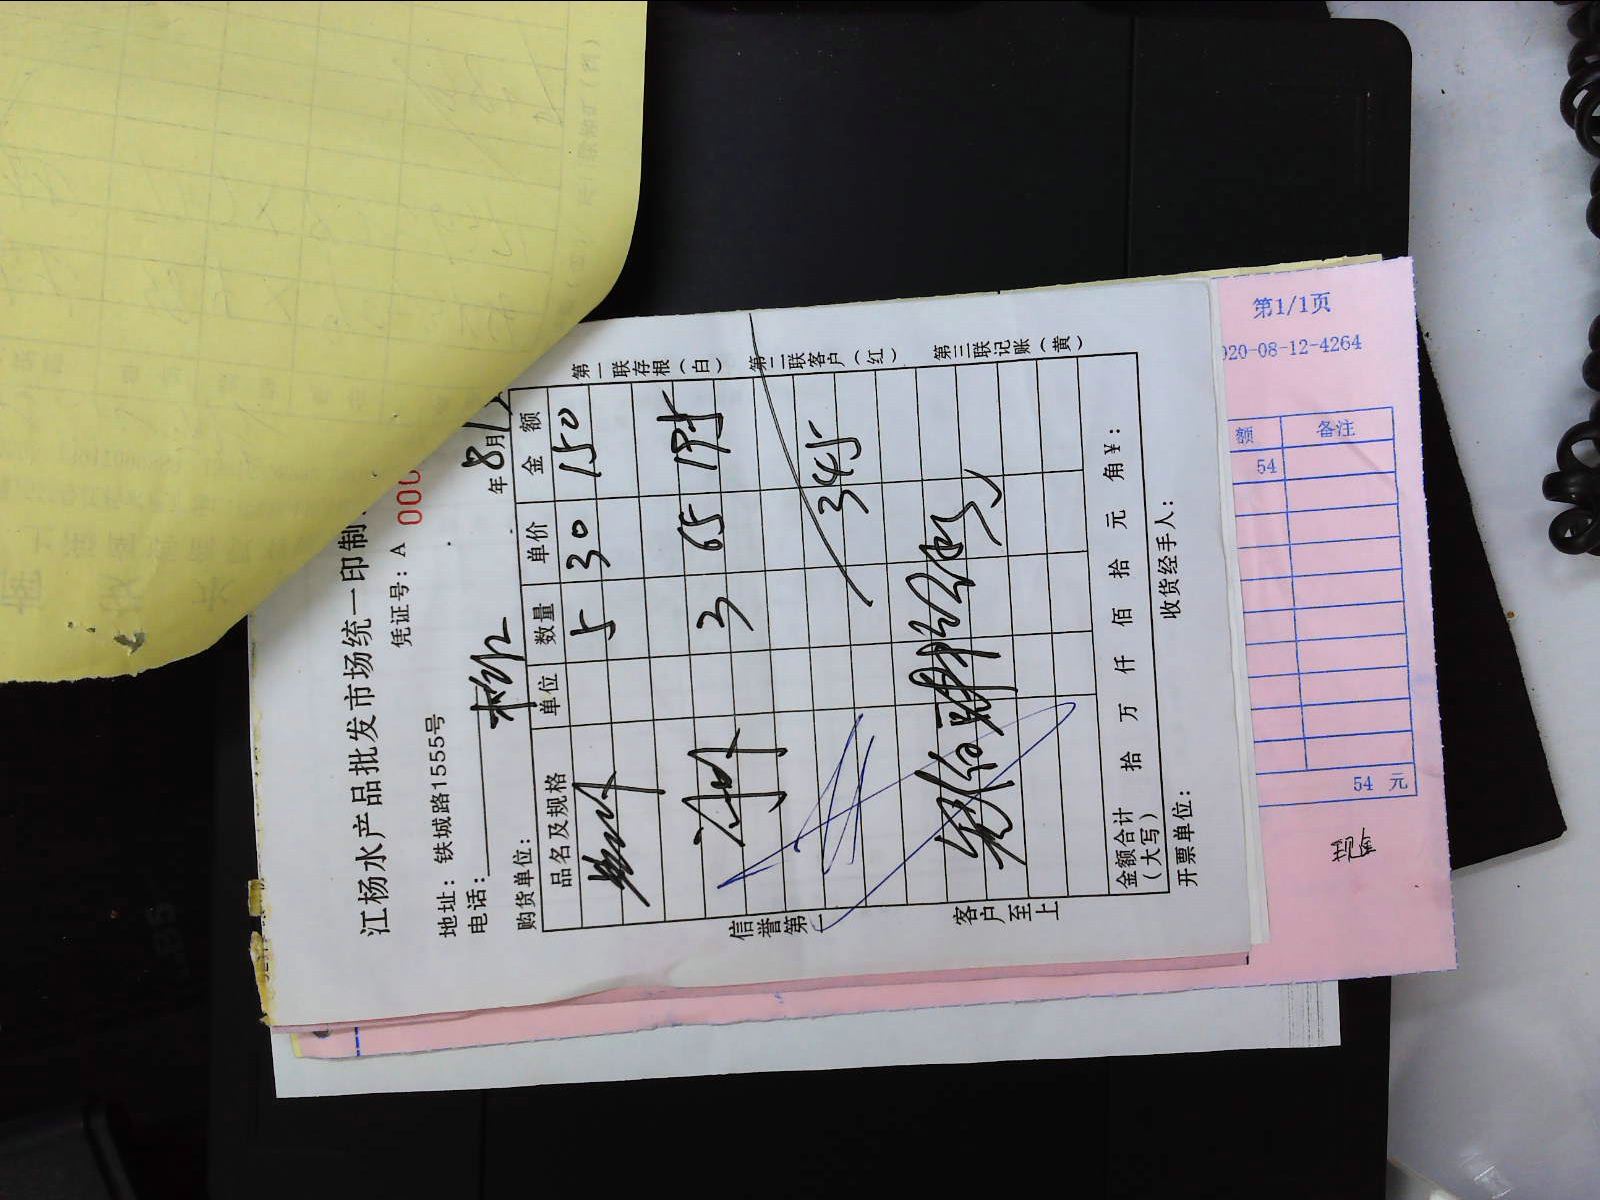 江杨水产品批发市场统一印制
凭证号: A 000
地址: 铁城路1555号
电话:
购货单位:
年 8月
品名及规格 单位 数量 单价 金额
5 30 150
3 65 195
345
金额合计(大写) 拾 万 仟 佰 拾 元 角 ¥:
开票单位: 收货经手人:
信誉第一
客户至上
第一联存根(白)
第二联客户(红)
第三联记账(黄)
第1/1页
020-08-12-4264
额 备注
54
54 元
现金